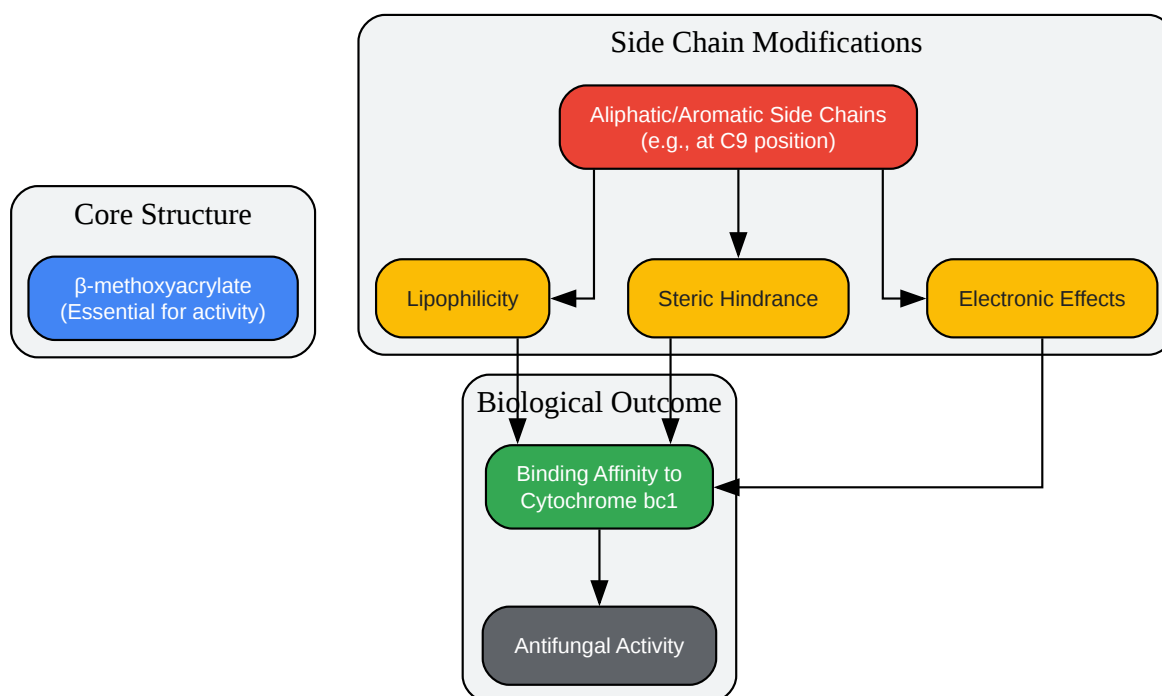 Side Chain Modifications
Aliphatic/Aromatic Side Chains
(e.g., at C9 position)
Core Structure
β-methoxyacrylate
(Essential for activity)
Lipophilicity
Steric Hindrance
Electronic Effects
Biological Outcome
Binding Affinity to
Cytochrome bc1
Antifungal Activity